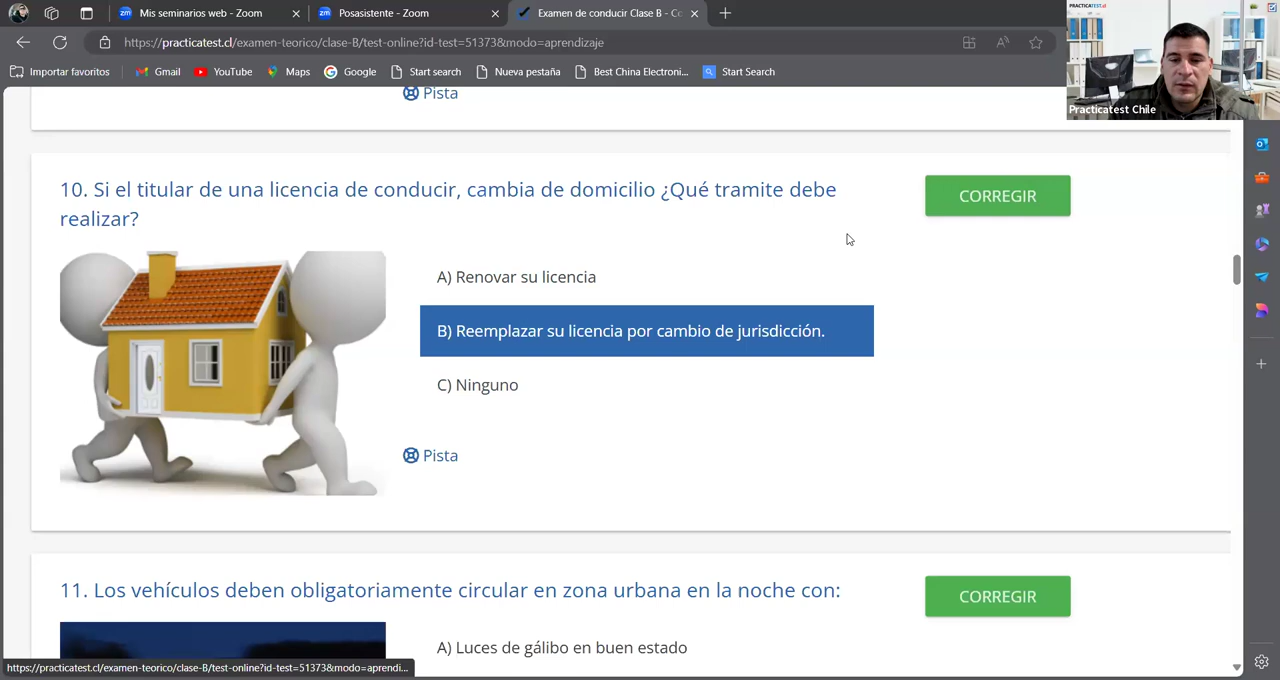 Mis seminarios web - Zoom
Posasistente - Zoom
Examen de conducir Clase B - Co
https://practicatest.cl/examen-teorico/clase-B/test-online?id-test=51373&modo=aprendizaje
Importar favoritos
Gmail
YouTube
Maps
Google
Start search
Nueva pestaña
Best China Electroni...
Start Search
PRACTICATEST.cl
Practicatest Chile
Pista
10. Si el titular de una licencia de conducir, cambia de domicilio ¿Qué tramite debe
realizar?
CORREGIR
A) Renovar su licencia
B) Reemplazar su licencia por cambio de jurisdicción.
C) Ninguno
Pista
11. Los vehículos deben obligatoriamente circular en zona urbana en la noche con:
CORREGIR
A) Luces de gálibo en buen estado
https://practicatest.cl/examen-teorico/clase-B/test-online?id-test=51373&modo=aprendi...